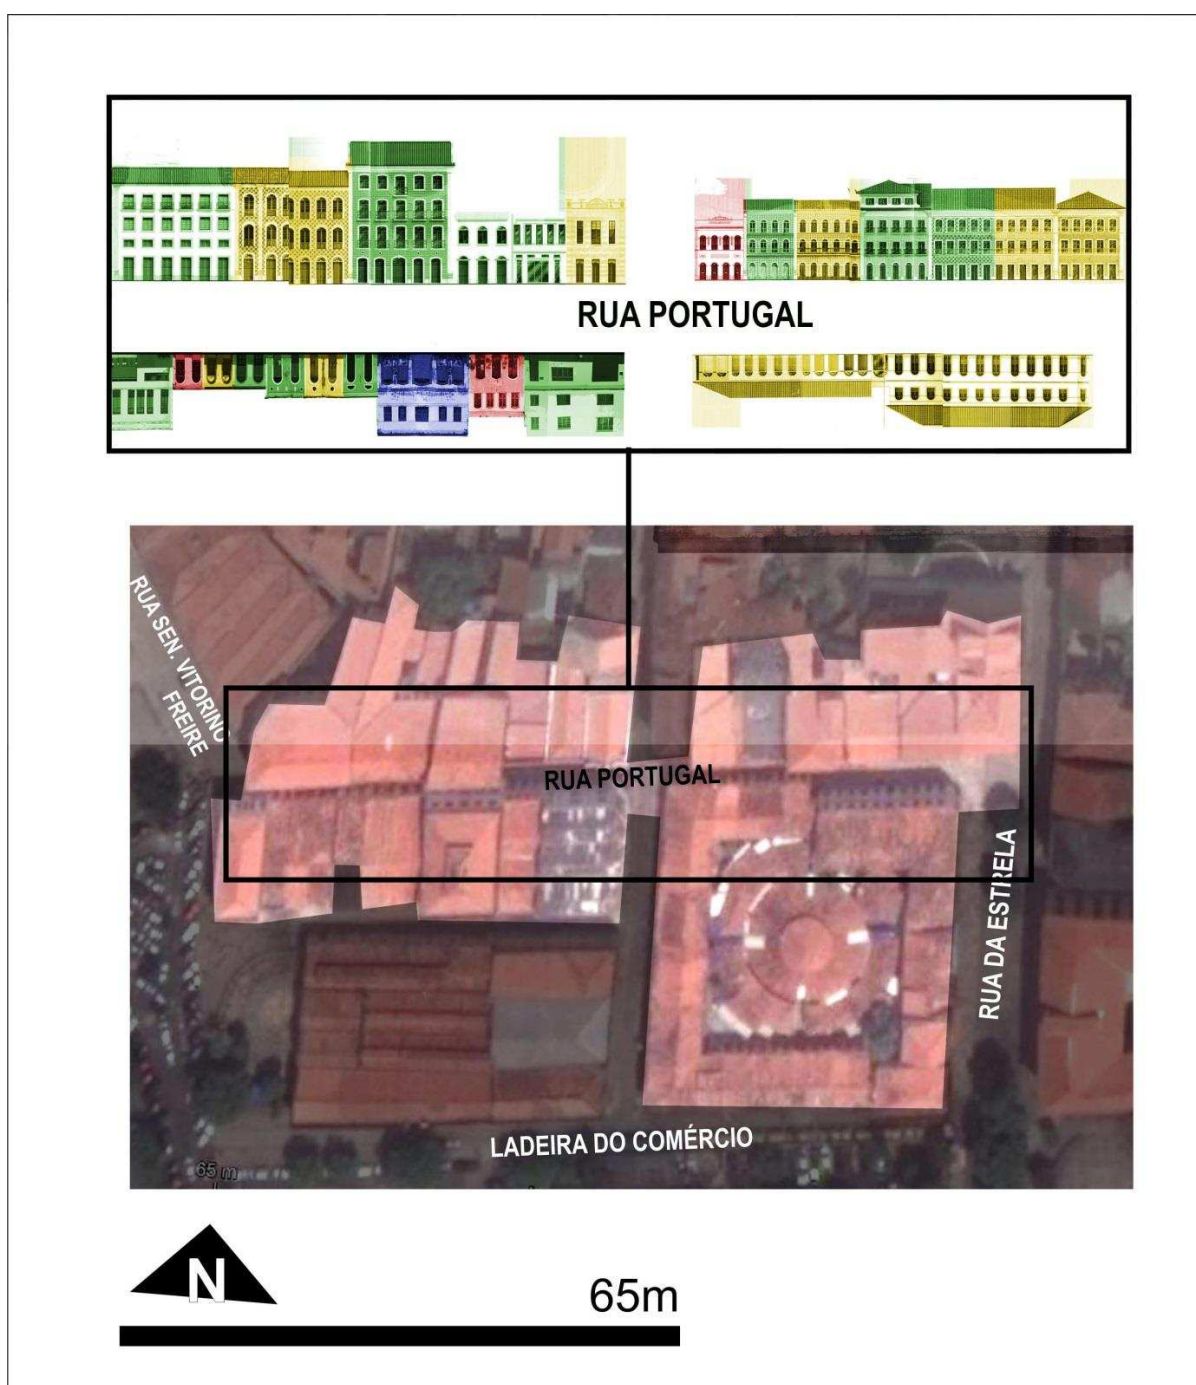 RUA PORTUGAL
RUA SEN. VITORINO
FREIRE
RUA PORTUGAL
RUA DA ESTRELA
LADEIRA DO COMÉRCIO
65 m
N
65m